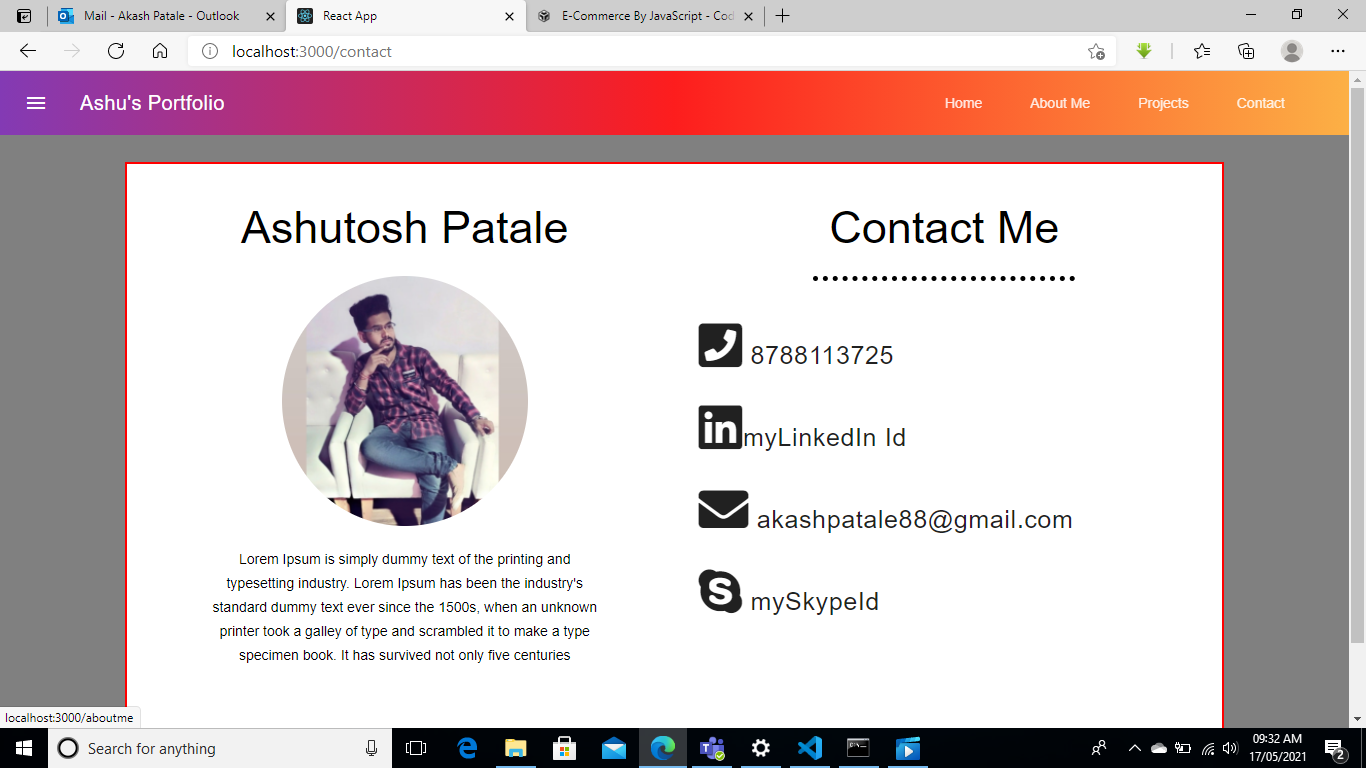 Mail - Akash Patale - Outlook
React App
E-Commerce By JavaScript - Cod
localhost:3000/contact
Ashu's Portfolio
Home
About Me
Projects
Contact
Ashutosh Patale
Lorem Ipsum is simply dummy text of the printing and
typesetting industry. Lorem Ipsum has been the industry's
standard dummy text ever since the 1500s, when an unknown
printer took a galley of type and scrambled it to make a type
specimen book. It has survived not only five centuries
Contact Me
8788113725
in
myLinkedIn Id
akashpatale88@gmail.com
S
mySkypeId
localhost:3000/aboutme
Search for anything
09:32 AM
17/05/2021
2